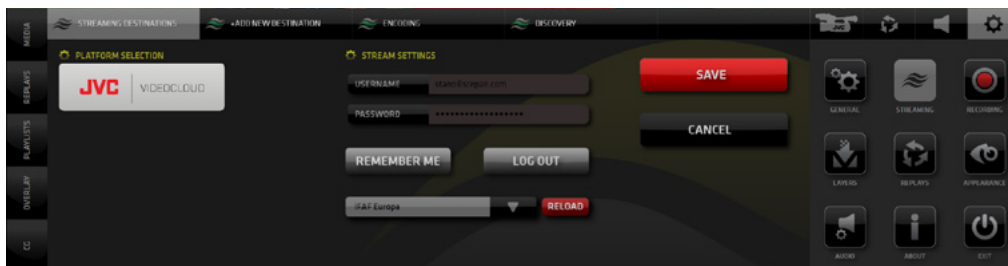 STREAMING DESTINATIONS
+ADD NEW DESTINATION
ENCODING
DISCOVERY
MEDIA
REPLAYS
PLAYLISTS
OVERLAY
CG
PLATFORM SELECTION
JVC VIDEOCLOUD
STREAM SETTINGS
USERNAME
PASSWORD ••••••••••••••••••
REMEMBER ME
LOG OUT
IFAF Europe
RELOAD
SAVE
CANCEL
GENERAL
STREAMING
RECORDING
LAYERS
REPLAYS
APPEARANCE
AUDIO
ABOUT
EXIT